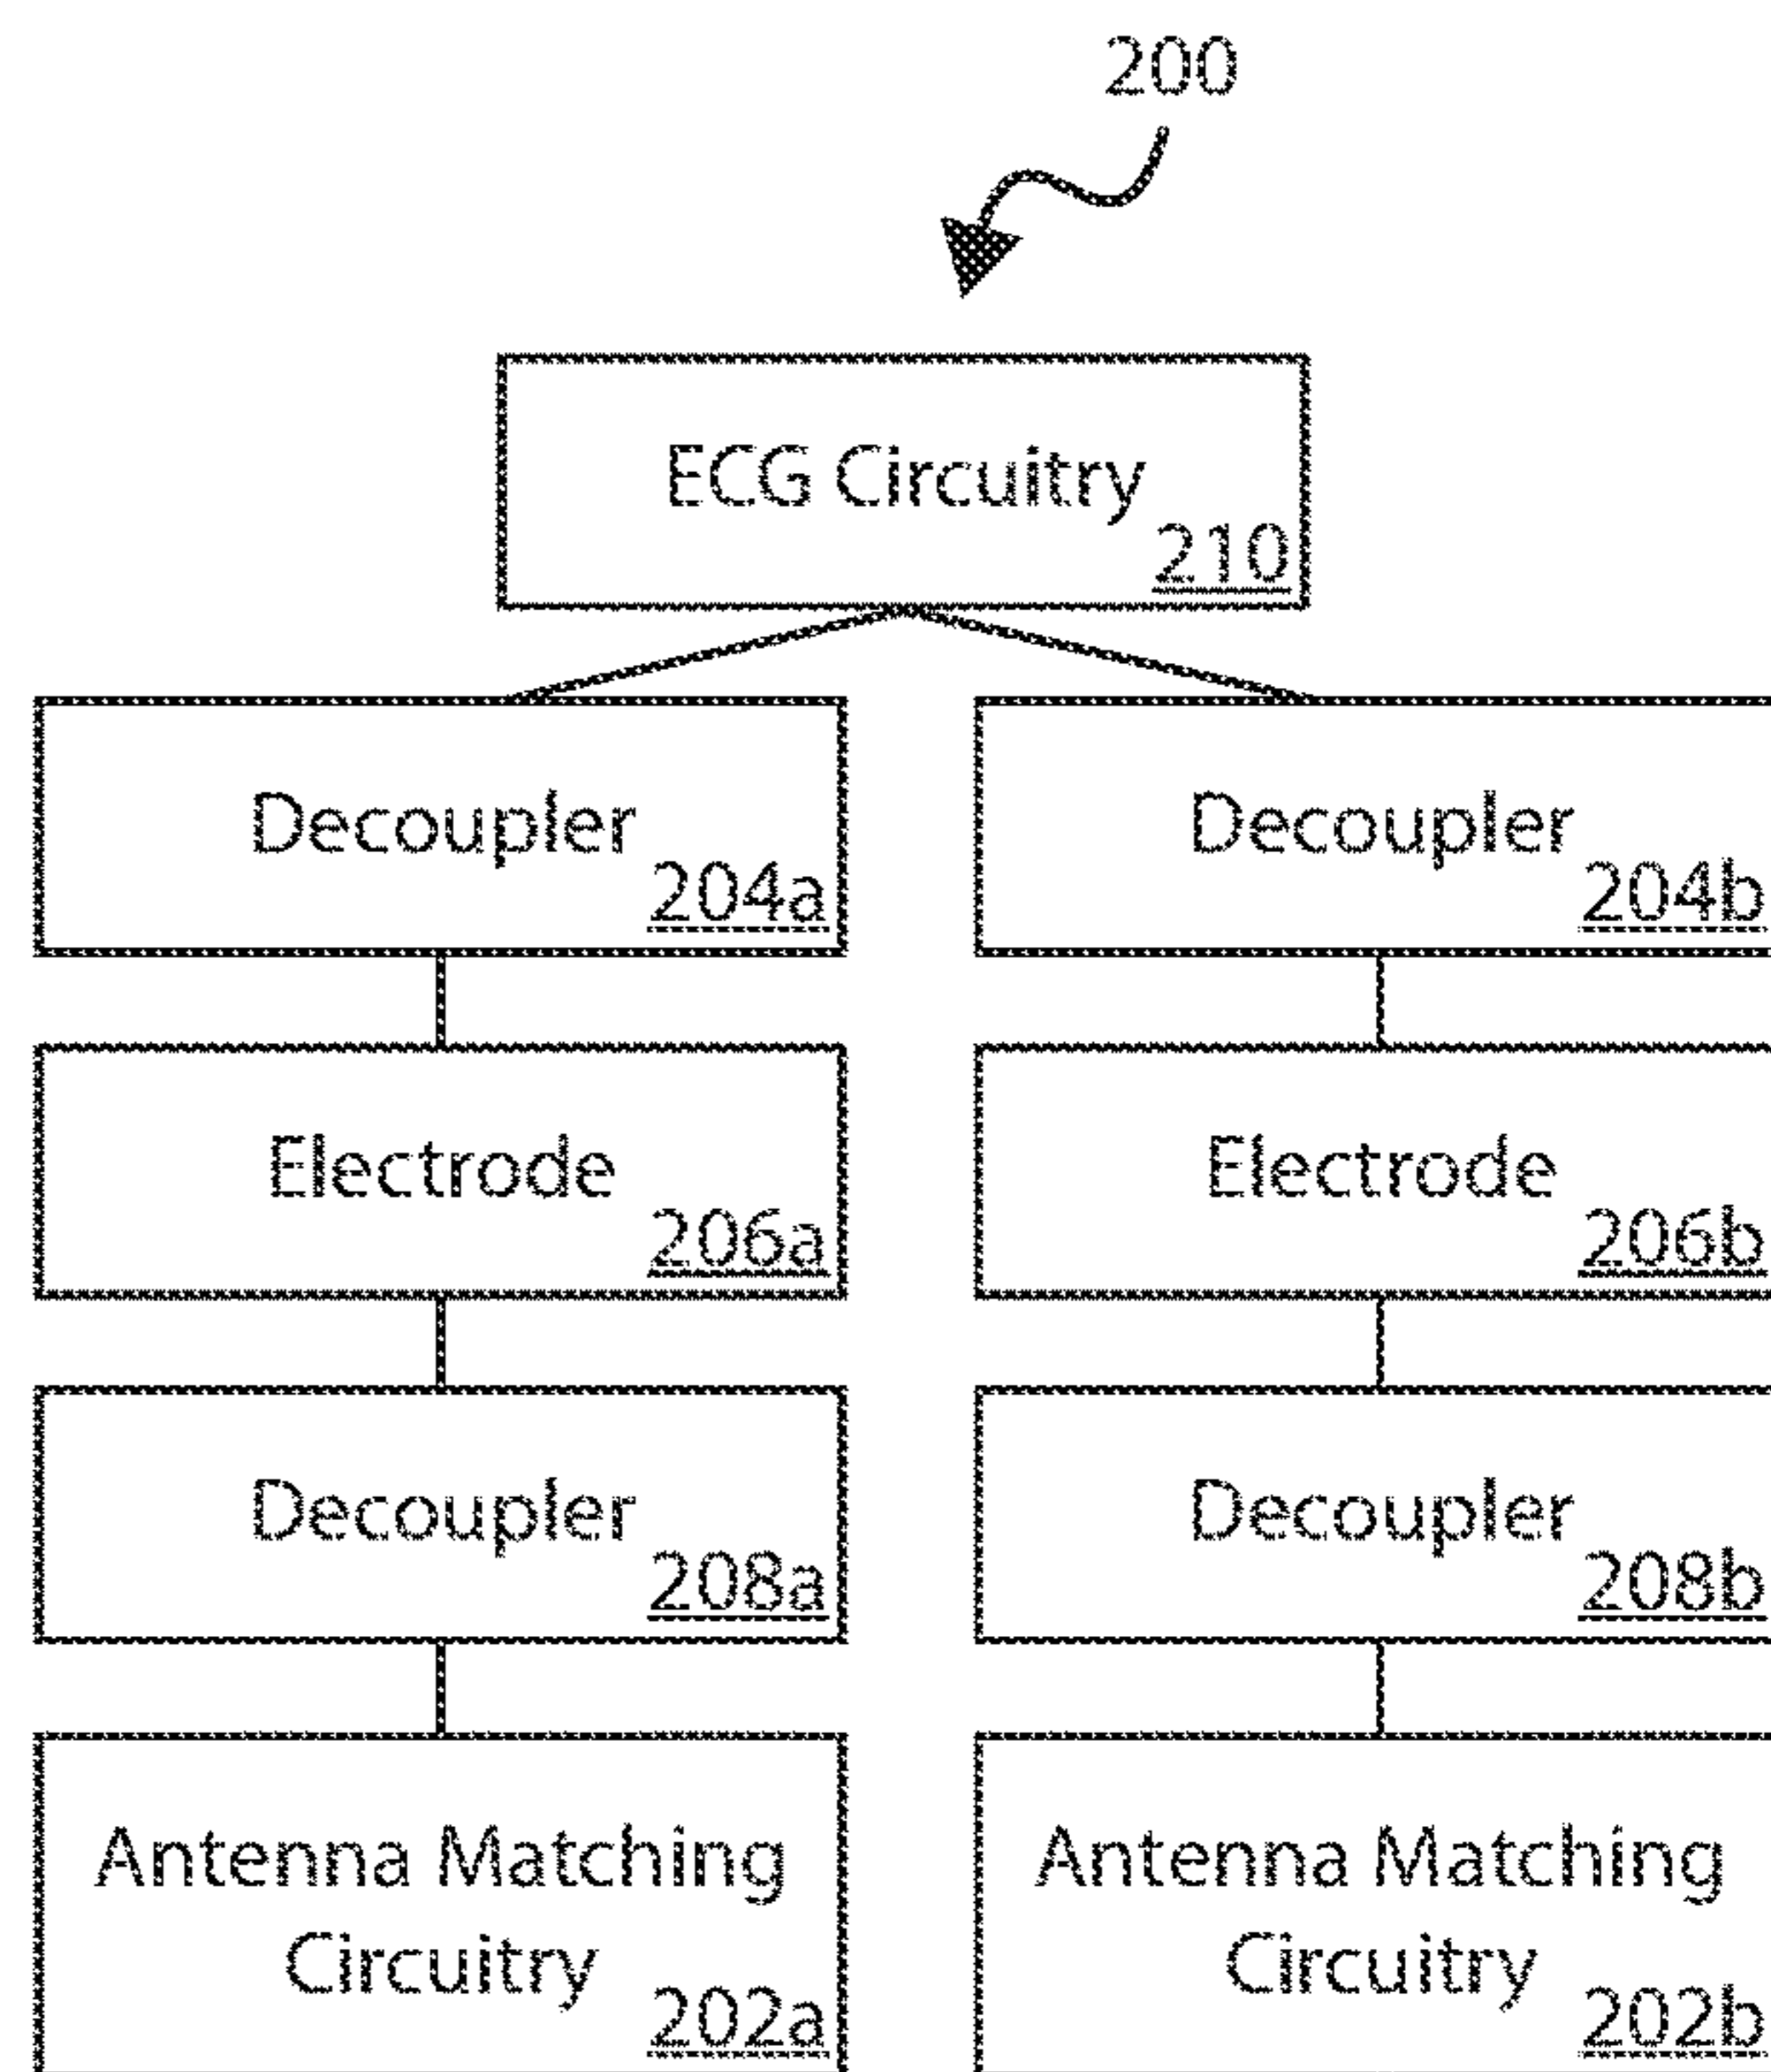 200
ECG Circuitry
210
Decoupler
204a
Decoupler
204b
Electrode
206a
Electrode
206b
Decoupler
208a
Decoupler
208b
Antenna Matching
Circuitry
202a
Antenna Matching
Circuitry
202b